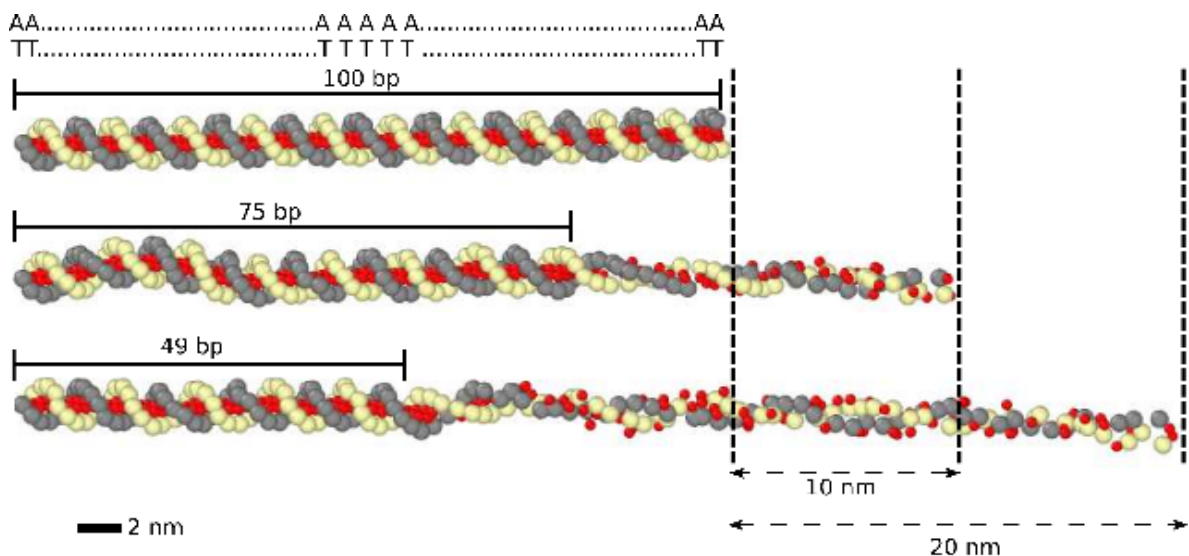 AA....................................................A A A A A....................................................AA
TT....................................................T T T T T....................................................TT
100 bp
75 bp
49 bp
10 nm
2 nm
20 nm